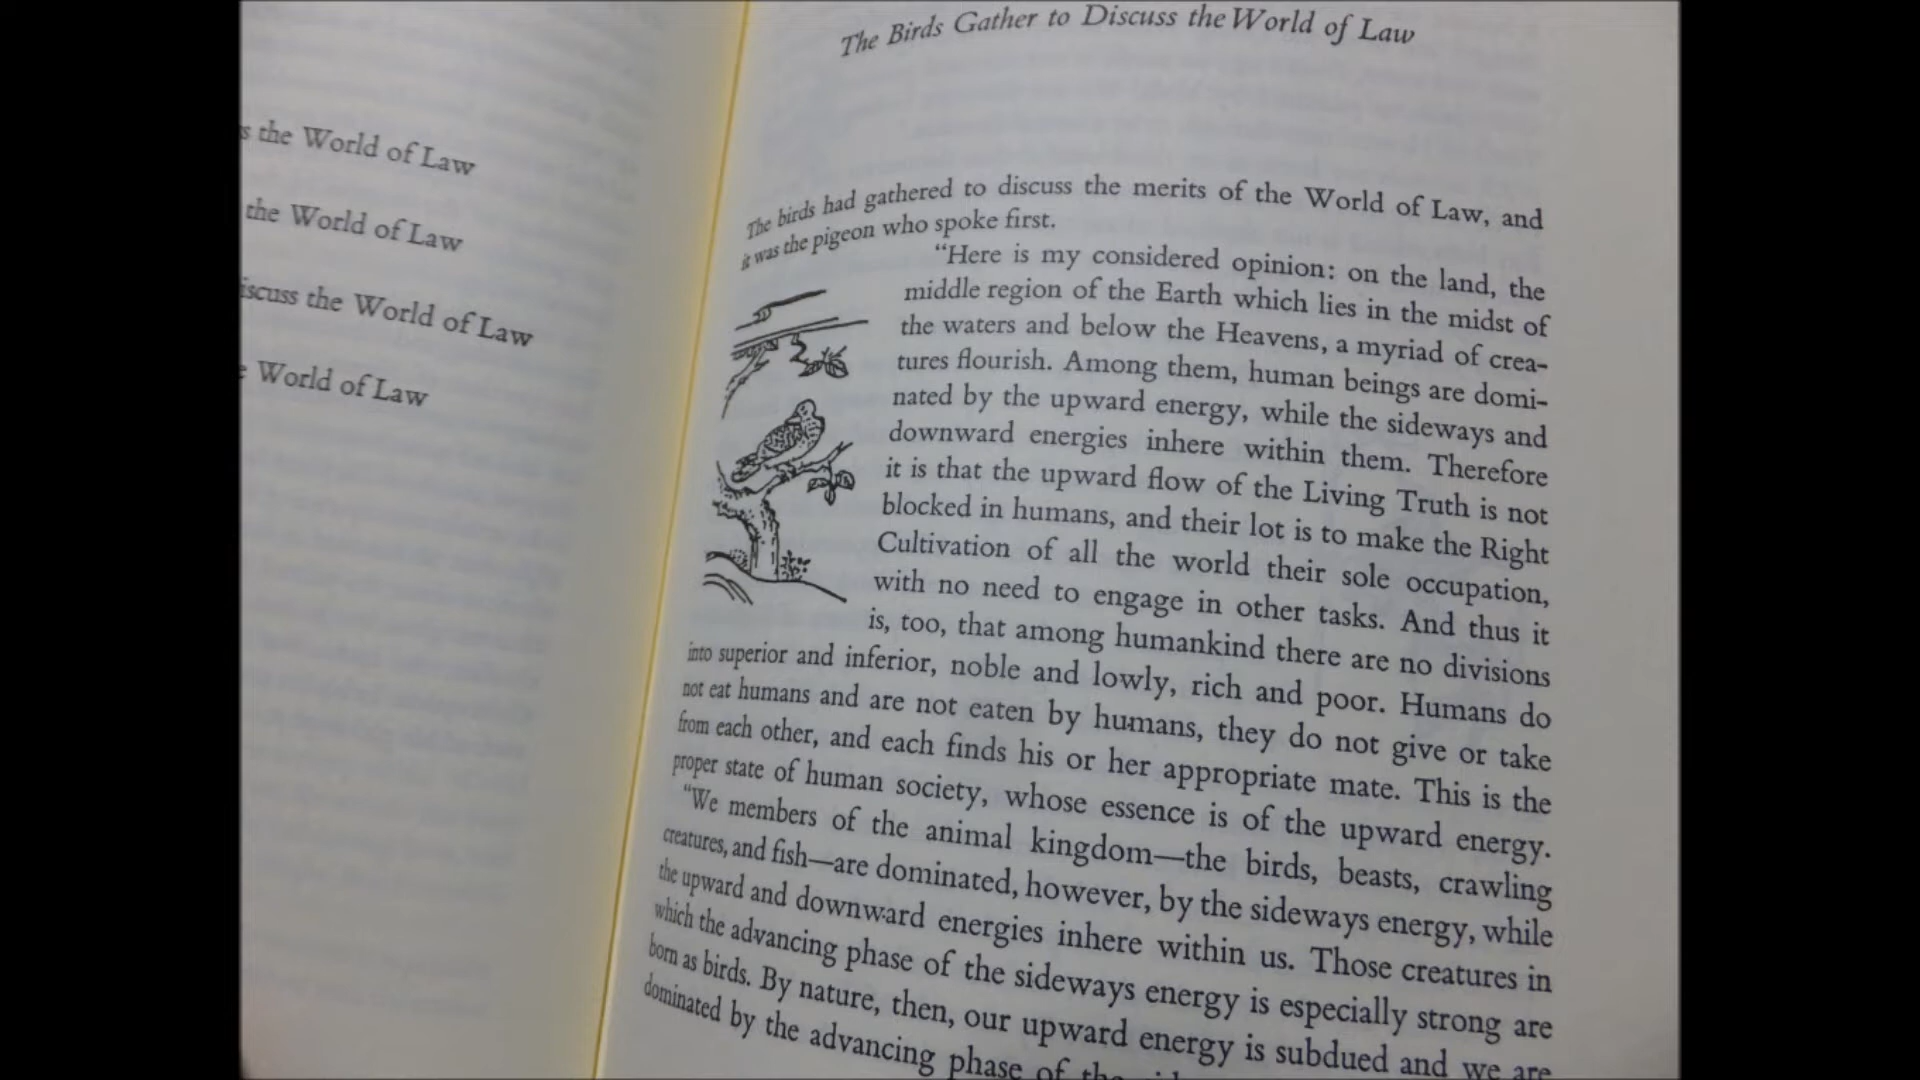 s the World of Law
the World of Law
iscuss the World of Law
World of Law
The Birds Gather to Discuss the World of Law
The birds had gathered to discuss the merits of the World of Law, and
it was the pigeon who spoke first.
“Here is my considered opinion: on the land, the
middle region of the Earth which lies in the midst of
the waters and below the Heavens, a myriad of crea-
tures flourish. Among them, human beings are domi-
nated by the upward energy, while the sideways and
downward energies inhere within them. Therefore
it is that the upward flow of the Living Truth is not
blocked in humans, and their lot is to make the Right
Cultivation of all the world their sole occupation,
with no need to engage in other tasks. And thus it
is, too, that among humankind there are no divisions
into superior and inferior, noble and lowly, rich and poor. Humans do
not eat humans and are not eaten by humans, they do not give or take
from each other, and each finds his or her appropriate mate. This is the
proper state of human society, whose essence is of the upward energy.
“We members of the animal kingdom—the birds, beasts, crawling
creatures, and fish—are dominated, however, by the sideways energy, while
the upward and downward energies inhere within us. Those creatures in
which the advancing phase of the sideways energy is especially strong are
born as birds. By nature, then, our upward energy is subdued and we are
dominated by the advancing phase of the